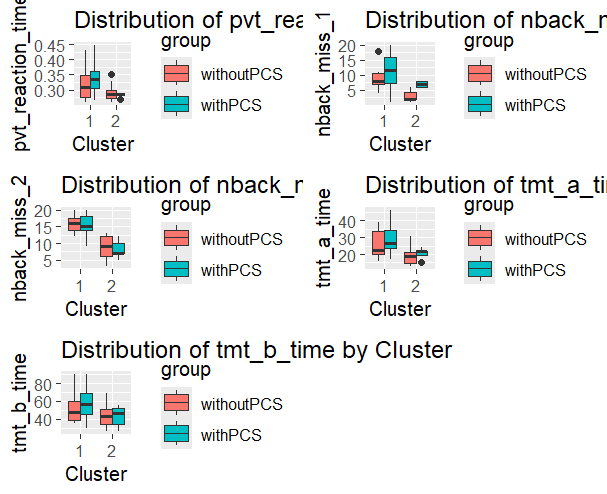 Distribution of pvt_reaction_time
pvt_reaction_time
0.45
0.40
0.35
0.30
1 2
Cluster
group
withoutPCS
withPCS
Distribution of nback_n
nback_miss_1
20
15
10
5
1 2
Cluster
group
withoutPCS
withPCS
Distribution of nback_n
nback_miss_2
20
15
10
5
1 2
Cluster
group
withoutPCS
withPCS
Distribution of tmt_a_ti
tmt_a_time
40
30
20
1 2
Cluster
group
withoutPCS
withPCS
Distribution of tmt_b_time by Cluster
tmt_b_time
80
60
40
1 2
Cluster
group
withoutPCS
withPCS